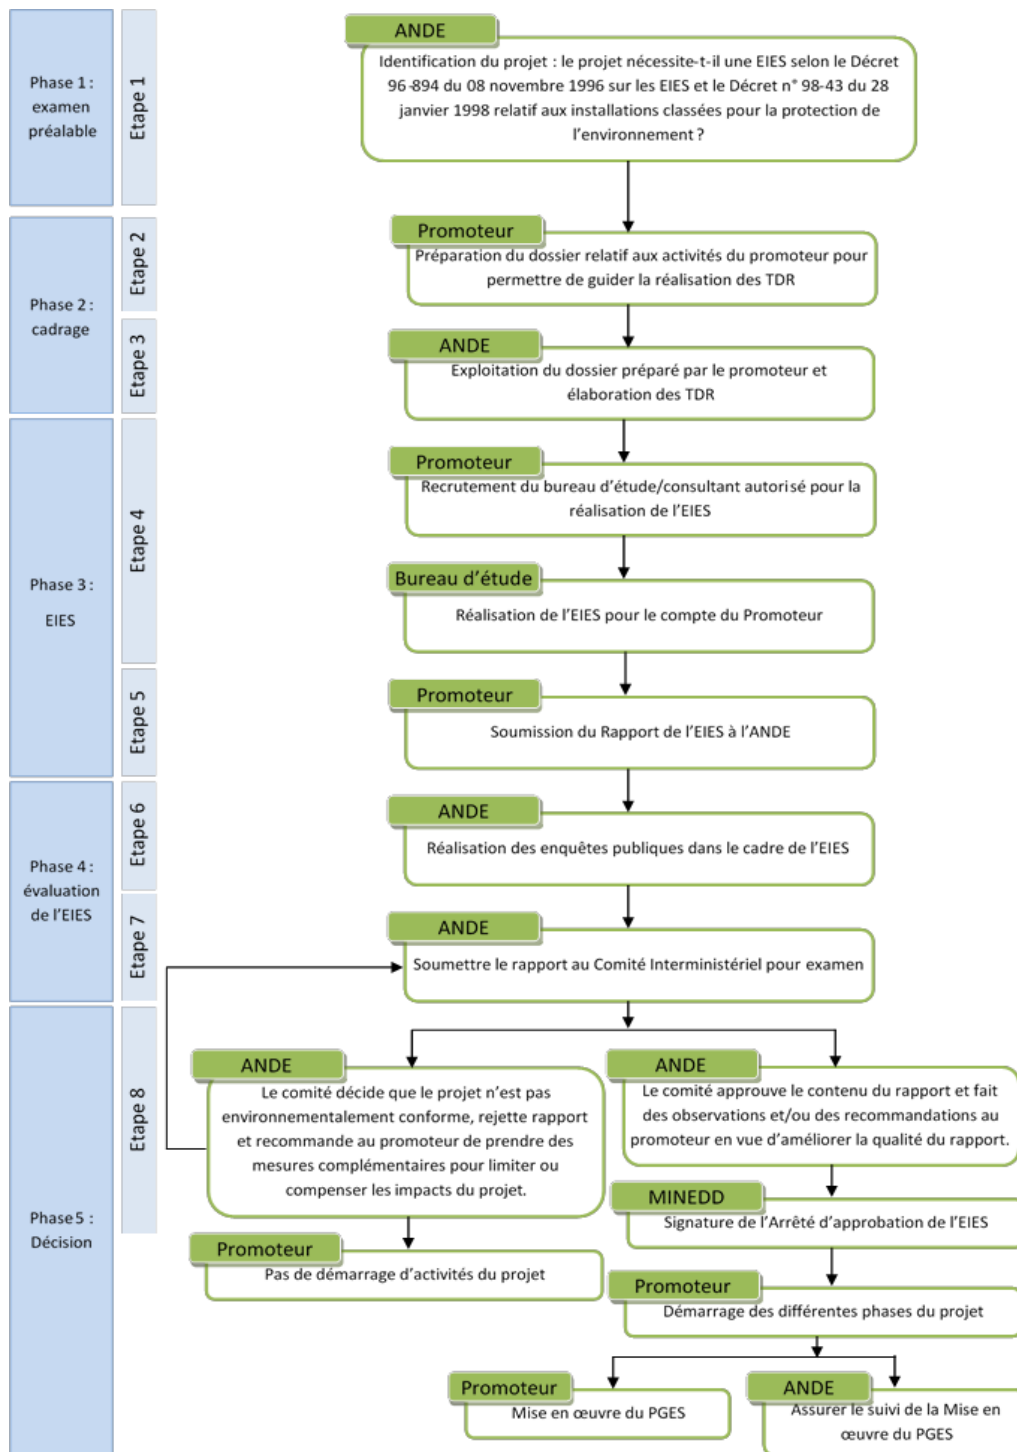 Phase 1 :
examen
préalable
Etape 1
ANDE
Identification du projet : le projet nécessite-t-il une EIES selon le Décret
96-894 du 08 novembre 1996 sur les EIES et le Décret n° 98-43 du 28
janvier 1998 relatif aux installations classées pour la protection de
l'environnement ?
Phase 2 :
cadrage
Etape 2
Promoteur
Préparation du dossier relatif aux activités du promoteur pour
permettre de guider la réalisation des TDR
Etape 3
ANDE
Exploitation du dossier préparé par le promoteur et
élaboration des TDR
Phase 3 :
EIES
Etape 4
Promoteur
Recrutement du bureau d'étude/consultant autorisé pour la
réalisation de l'EIES
Bureau d'étude
Réalisation de l'EIES pour le compte du Promoteur
Etape 5
Promoteur
Soumission du Rapport de l'EIES à l'ANDE
Phase 4 :
évaluation
de l'EIES
Etape 6
ANDE
Réalisation des enquêtes publiques dans le cadre de l'EIES
Etape 7
ANDE
Soumettre le rapport au Comité Interministériel pour examen
Phase 5 :
Décision
Etape 8
ANDE
Le comité décide que le projet n'est pas
environnementalement conforme, rejette rapport
et recommande au promoteur de prendre des
mesures complémentaires pour limiter ou
compenser les impacts du projet.
Promoteur
Pas de démarrage d'activités du projet
ANDE
Le comité approuve le contenu du rapport et fait
des observations et/ou des recommandations au
promoteur en vue d'améliorer la qualité du rapport.
MINEDD
Signature de l'Arrêté d'approbation de l'EIES
Promoteur
Démarrage des différentes phases du projet
Promoteur
Mise en œuvre du PGES
ANDE
Assurer le suivi de la Mise en
œuvre du PGES